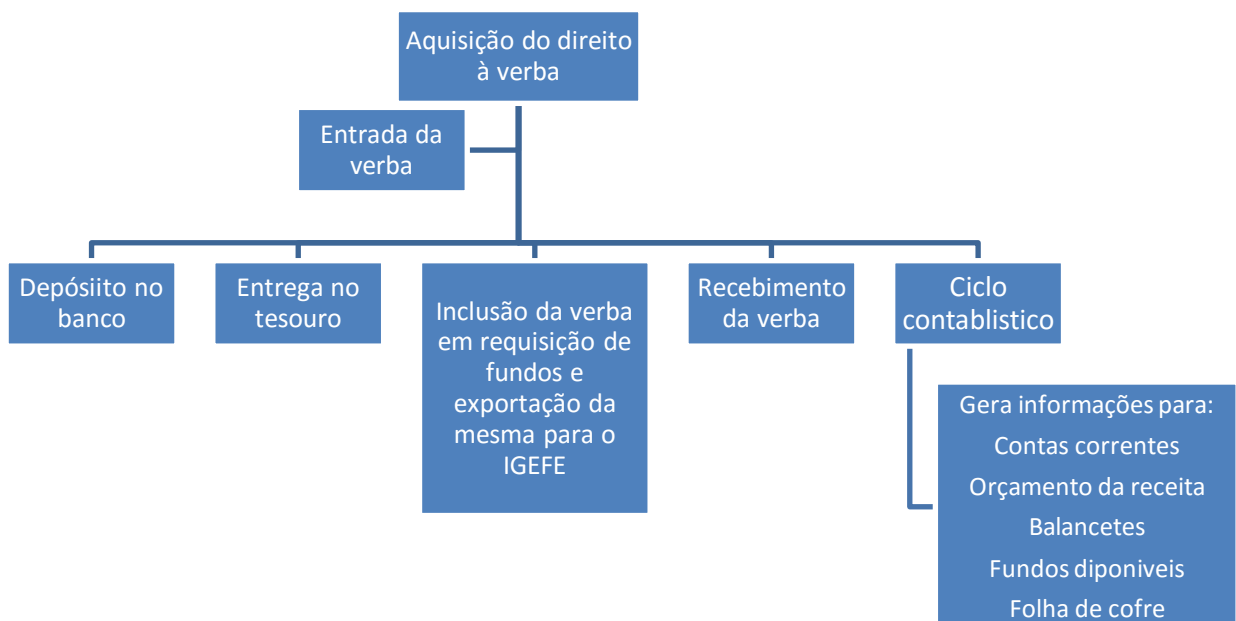 Aquisição do direito
à verba
Entrada da
verba
Depósiito no
banco
Entrega no
tesouro
Inclusão da verba
em requisição de
fundos e
exportação da
mesma para o
IGEFE
Recebimento
da verba
Ciclo
contablistico
Gera informações para:
Contas correntes
Orçamento da receita
Balancetes
Fundos diponiveis
Folha de cofre